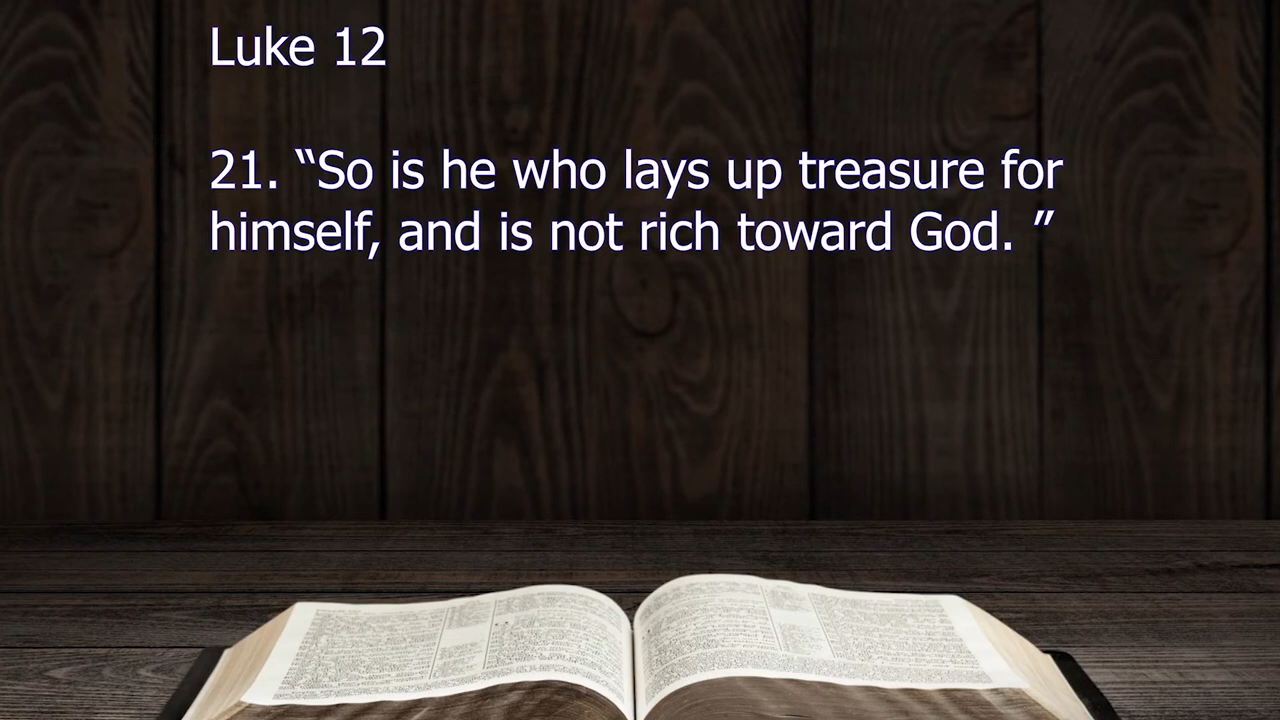 Luke 12
21. “So is he who lays up treasure for
himself, and is not rich toward God. ”